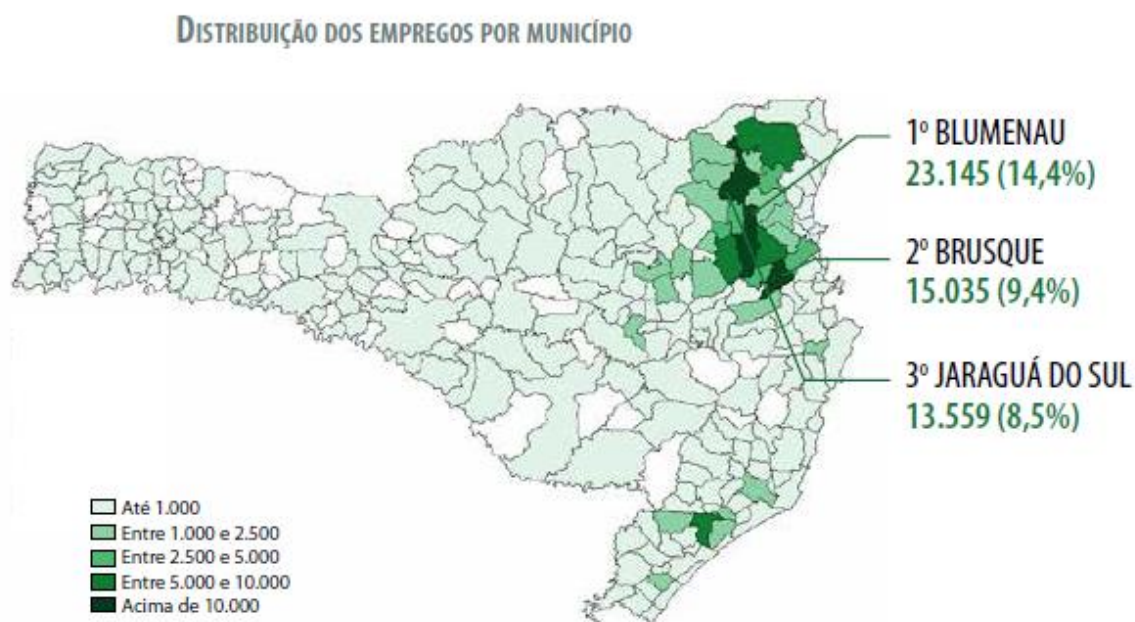 DISTRIBUIÇÃO DOS EMPREGOS POR MUNICÍPIO
1º BLUMENAU
23.145 (14,4%)
2º BRUSQUE
15.035 (9,4%)
3º JARAGUÁ DO SUL
13.559 (8,5%)
Até 1.000
Entre 1.000 e 2.500
Entre 2.500 e 5.000
Entre 5.000 e 10.000
Acima de 10.000